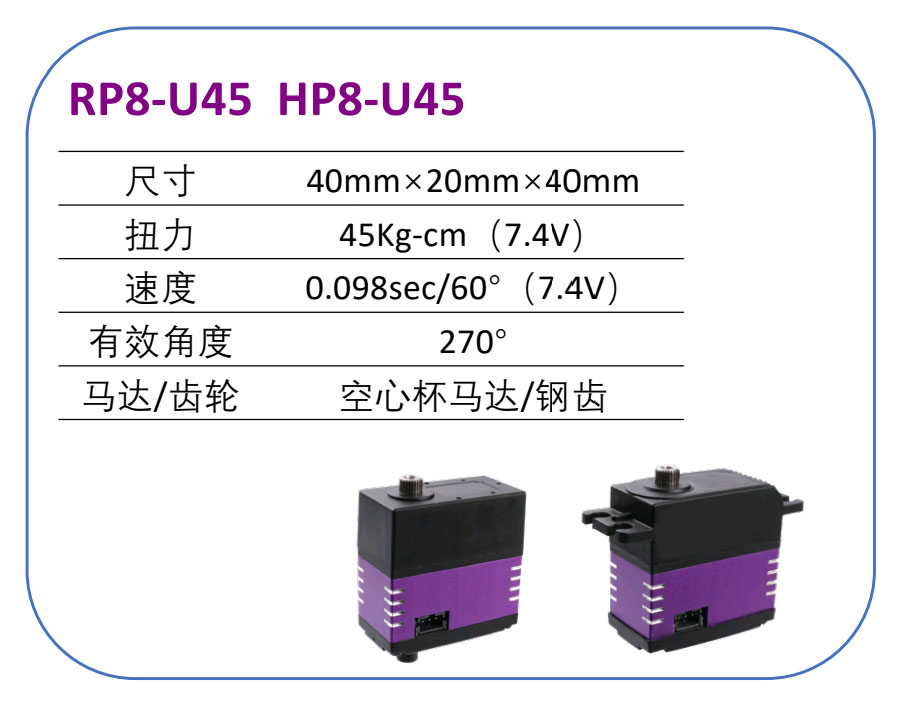 RP8-U45 HP8-U45
尺寸 40mm×20mm×40mm
扭力 45Kg-cm（7.4V）
速度 0.098sec/60°（7.4V）
有效角度 270°
马达/齿轮 空心杯马达/钢齿